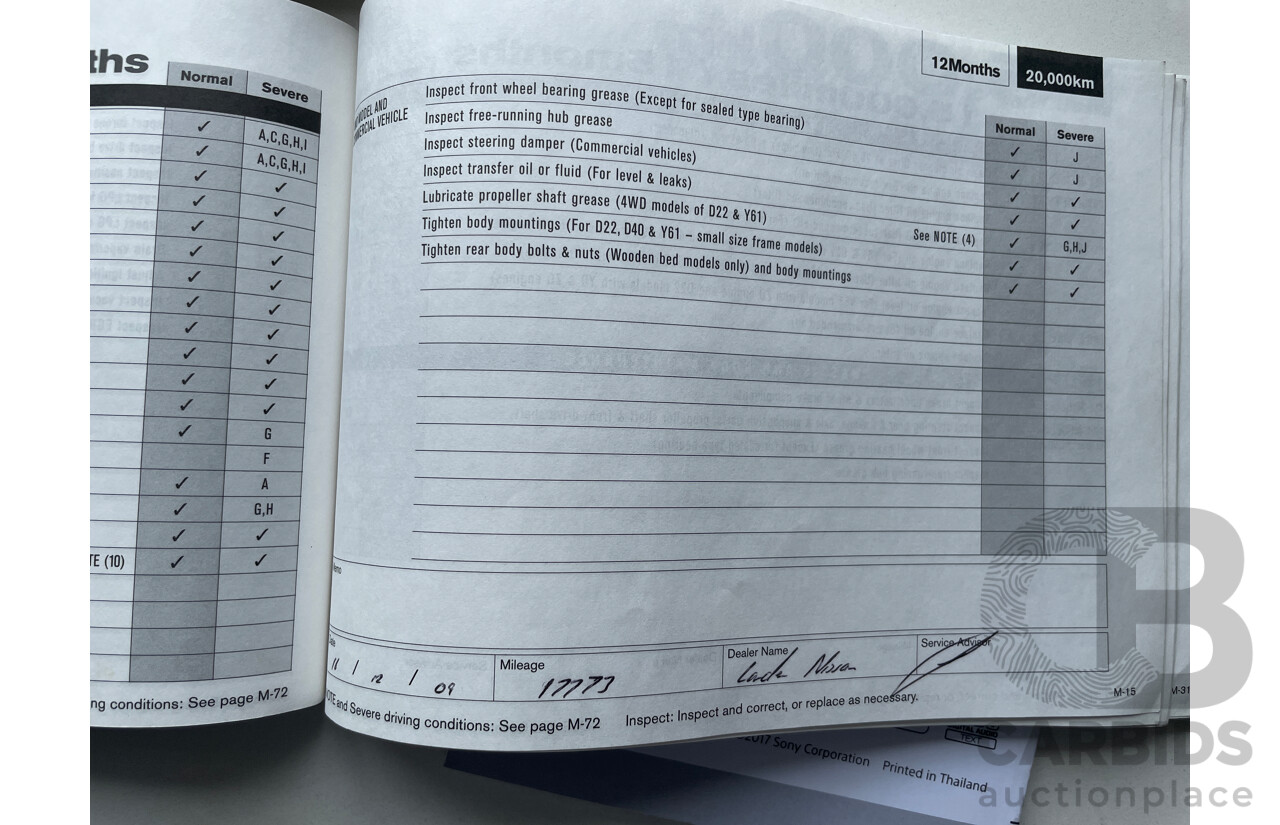 ths
Normal
Severe
✓ A,C,G,H,I
✓ A,C,G,H,I
✓ ✓
✓ ✓
✓ ✓
✓ ✓
✓ ✓
✓ ✓
✓ ✓
✓ ✓
✓ ✓
✓ ✓
✓ G
F
✓ A
✓ G,H
✓ ✓
TE (10) ✓ ✓
ng conditions: See page M-72
12Months
20,000km
MODEL AND
VEHICLE
Normal
Severe
Inspect front wheel bearing grease (Except for sealed type bearing) ✓ J
Inspect free-running hub grease ✓ J
Inspect steering damper (Commercial vehicles) ✓ ✓
Inspect transfer oil or fluid (For level & leaks) ✓ ✓
Lubricate propeller shaft grease (4WD models of D22 & Y61) See NOTE (4) ✓ G,H,J
Tighten body mountings (For D22, D40 & Y61 – small size frame models) ✓ ✓
Tighten rear body bolts & nuts (Wooden bed models only) and body mountings ✓ ✓
/ 12 / 09
Mileage
17773
Dealer Name
Nissan
Service Advisor
NOTE and Severe driving conditions: See page M-72
Inspect: Inspect and correct, or replace as necessary.
M-15
M-31
2017 Sony Corporation Printed in Thailand
TEXT
CB
CARBIDS
auctionplace